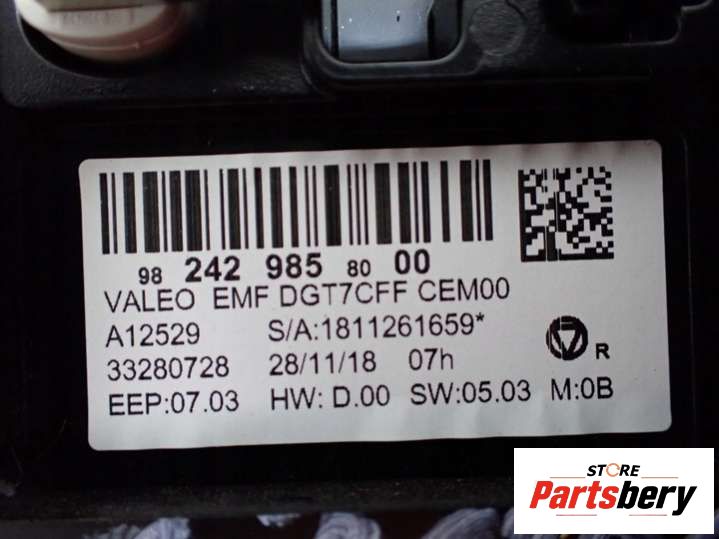 98 242 985 80 00
VALEO EMF DGT7CFF CEM00
A12529 S/A:1811261659*
33280728 28/11/18 07h
R
EEP:07.03 HW: D.00 SW:05.03 M:0B
STORE
Partsbery